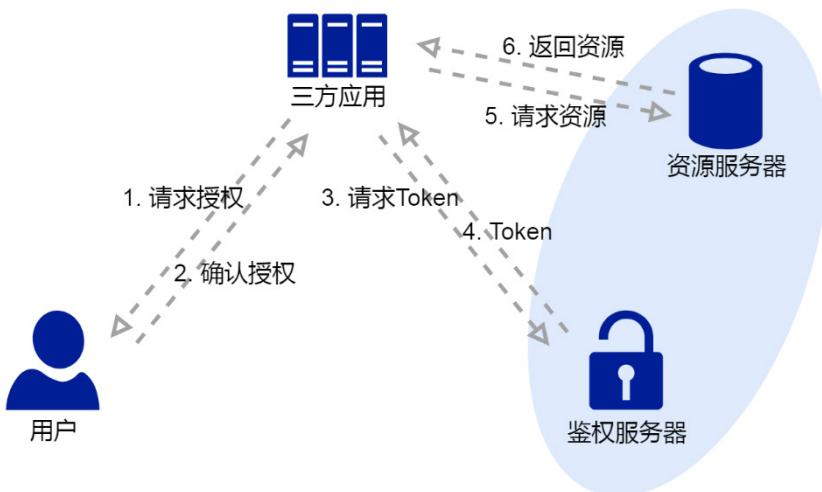 6. 返回资源
三方应用
5. 请求资源
资源服务器
1. 请求授权
3. 请求Token
4. Token
2. 确认授权
用户
鉴权服务器